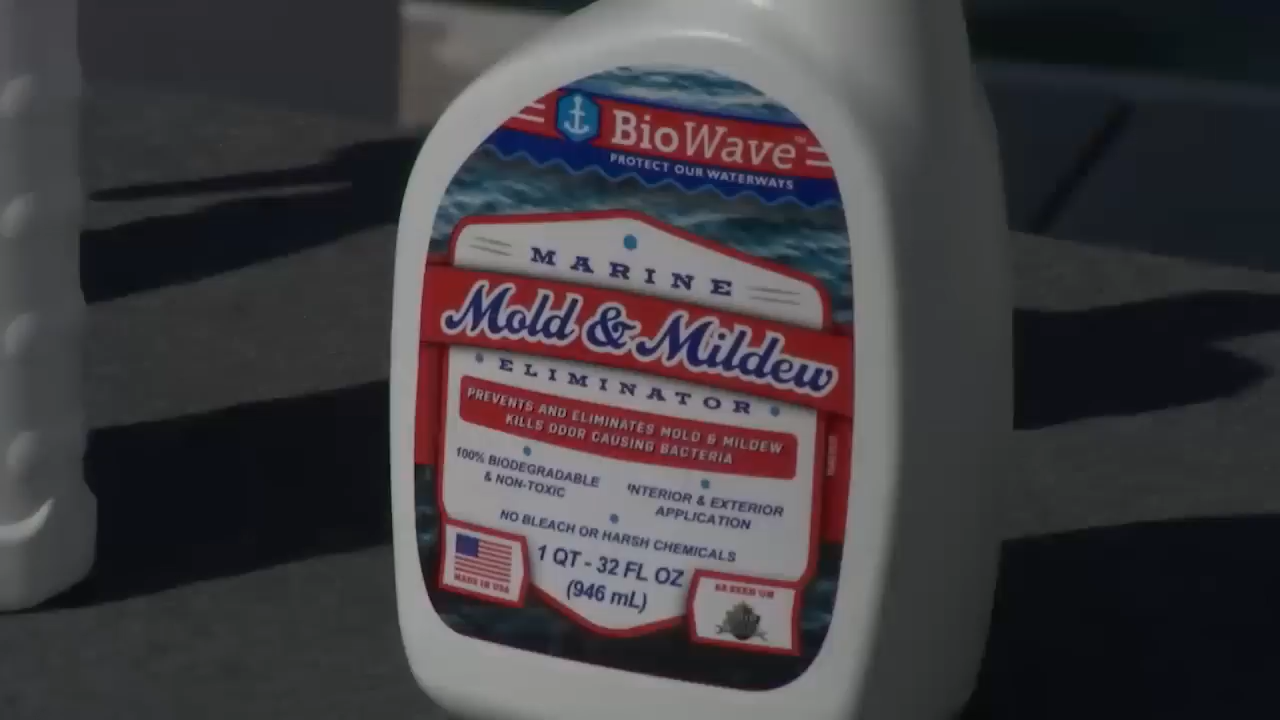 BioWave™
PROTECT OUR WATERWAYS
MARINE
Mold & Mildew
ELIMINATOR
PREVENTS AND ELIMINATES MOLD & MILDEW
KILLS ODOR CAUSING BACTERIA
100% BIODEGRADABLE
& NON-TOXIC
INTERIOR & EXTERIOR
APPLICATION
NO BLEACH OR HARSH CHEMICALS
1 QT - 32 FL OZ
(946 mL)
MADE IN USA
AS SEEN ON